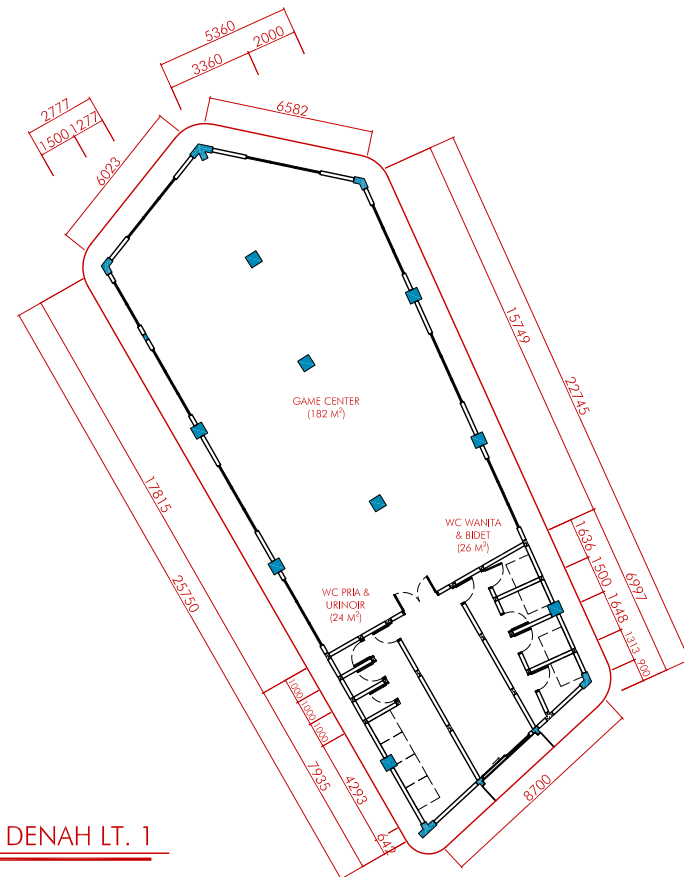 5360
3360 2000
2777
1500 1277
6582
6023
15749
22745
GAME CENTER
(182 M²)
17815
25750
WC WANITA
& BIDET
(26 M²)
WC PRIA &
URINOIR
(24 M²)
1636
1500
1648
1313
900
6997
1000
1000
1000
4293
7935
642
8700
DENAH LT. 1